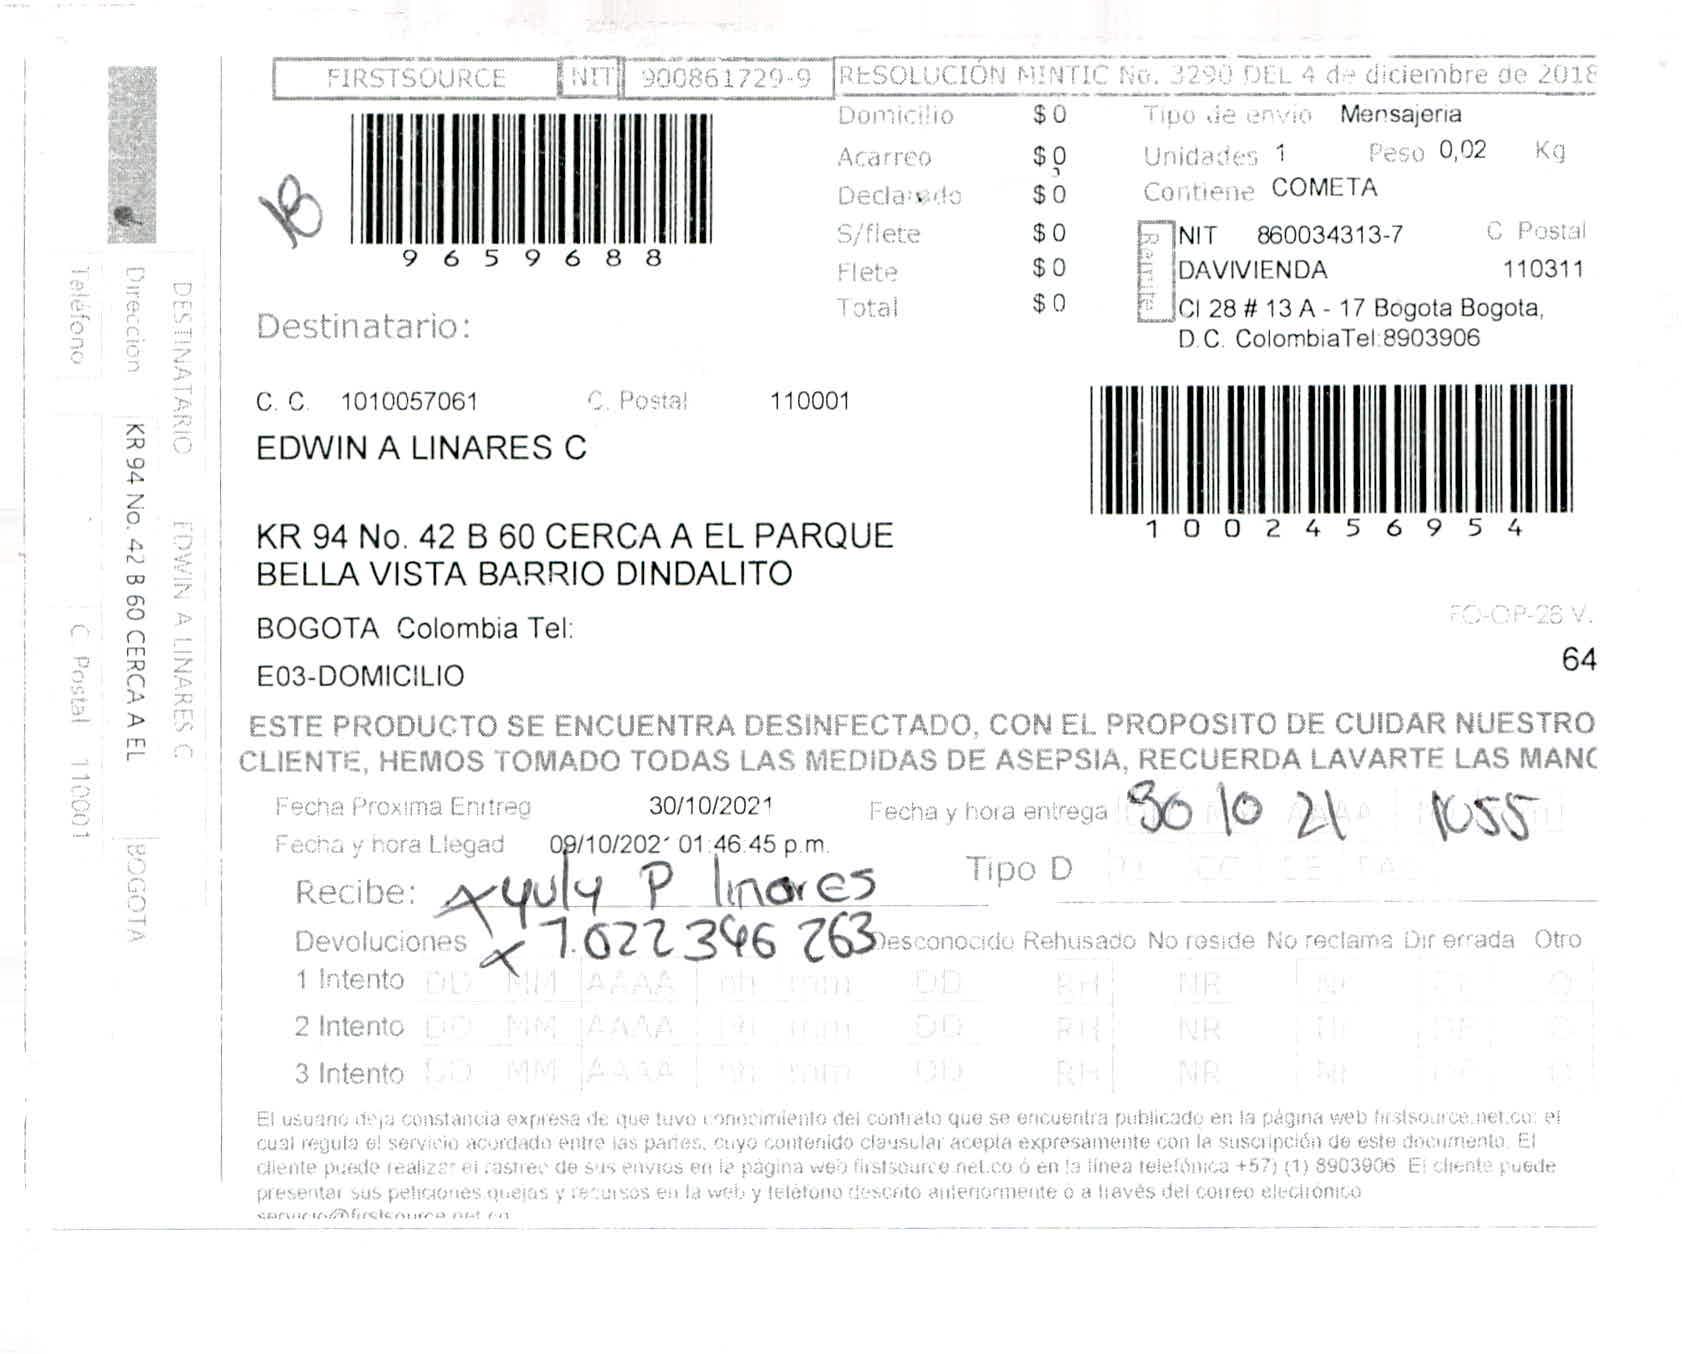 FIRSTSOURCE NIT 900861729-9 RESOLUCIÓN MINTIC No. 3290 DEL 4 de diciembre de 2018
Domicilio $ 0 Tipo de envio Mensajeria
Acarreo $ 0 Unidades 1 Peso 0,02 Kg
Declarado $ 0 Contiene COMETA
S/flete $ 0 NIT 860034313-7 C Postal
Flete $ 0 DAVIVIENDA 110311
Total $ 0 Cl 28 # 13 A - 17 Bogota Bogota,
D.C. ColombiaTel:8903906
Remite
9659688
Destinatario:
C. C. 1010057061 C. Postal 110001
EDWIN A LINARES C
1002456954
KR 94 No. 42 B 60 CERCA A EL PARQUE
BELLA VISTA BARRIO DINDALITO
BOGOTA Colombia Tel:
FO-OP-28 V.
64
E03-DOMICILIO
ESTE PRODUCTO SE ENCUENTRA DESINFECTADO, CON EL PROPOSITO DE CUIDAR NUESTRO
CLIENTE, HEMOS TOMADO TODAS LAS MEDIDAS DE ASEPSIA, RECUERDA LAVARTE LAS MANC
Fecha Proxima Enitreg 30/10/2021 Fecha y hora entrega 30 10 21 1055
Fecha y hora Llegad 09/10/2021 01:46:45 p.m.
Recibe: yuly P linares Tipo D
Devoluciones 1.022 346 263 Desconocido Rehusado No reside No reclama Dir errada Otro
1 Intento DD MM AAAA hh mm DD RH NR
2 Intento DD MM AAAA hh mm DD RH NR
3 Intento DD MM AAAA hh mm DD RH NR
El usuario deja constancia expresa de que tuvo conocimiento del contrato que se encuentra publicado en la página web firstsource.net.co; el
cual regula el servicio acordado entre las partes, cuyo contenido clausular acepta expresamente con la suscripción de este documento. El
cliente puede realizar el rastreo de sus envios en la página web firstsource.net.co ó en la línea telefónica +57) (1) 8903906 El cliente puede
presentar sus peticiones quejas y recursos en la web y teléfono descrito anteriormente o a través del correo electrónico
servicio@firstsource.net.co
DESTINATARIO EDWIN A LINARES C
Direccion KR 94 No. 42 B 60 CERCA A EL BOGOTA
Teléfono C Postal 110001